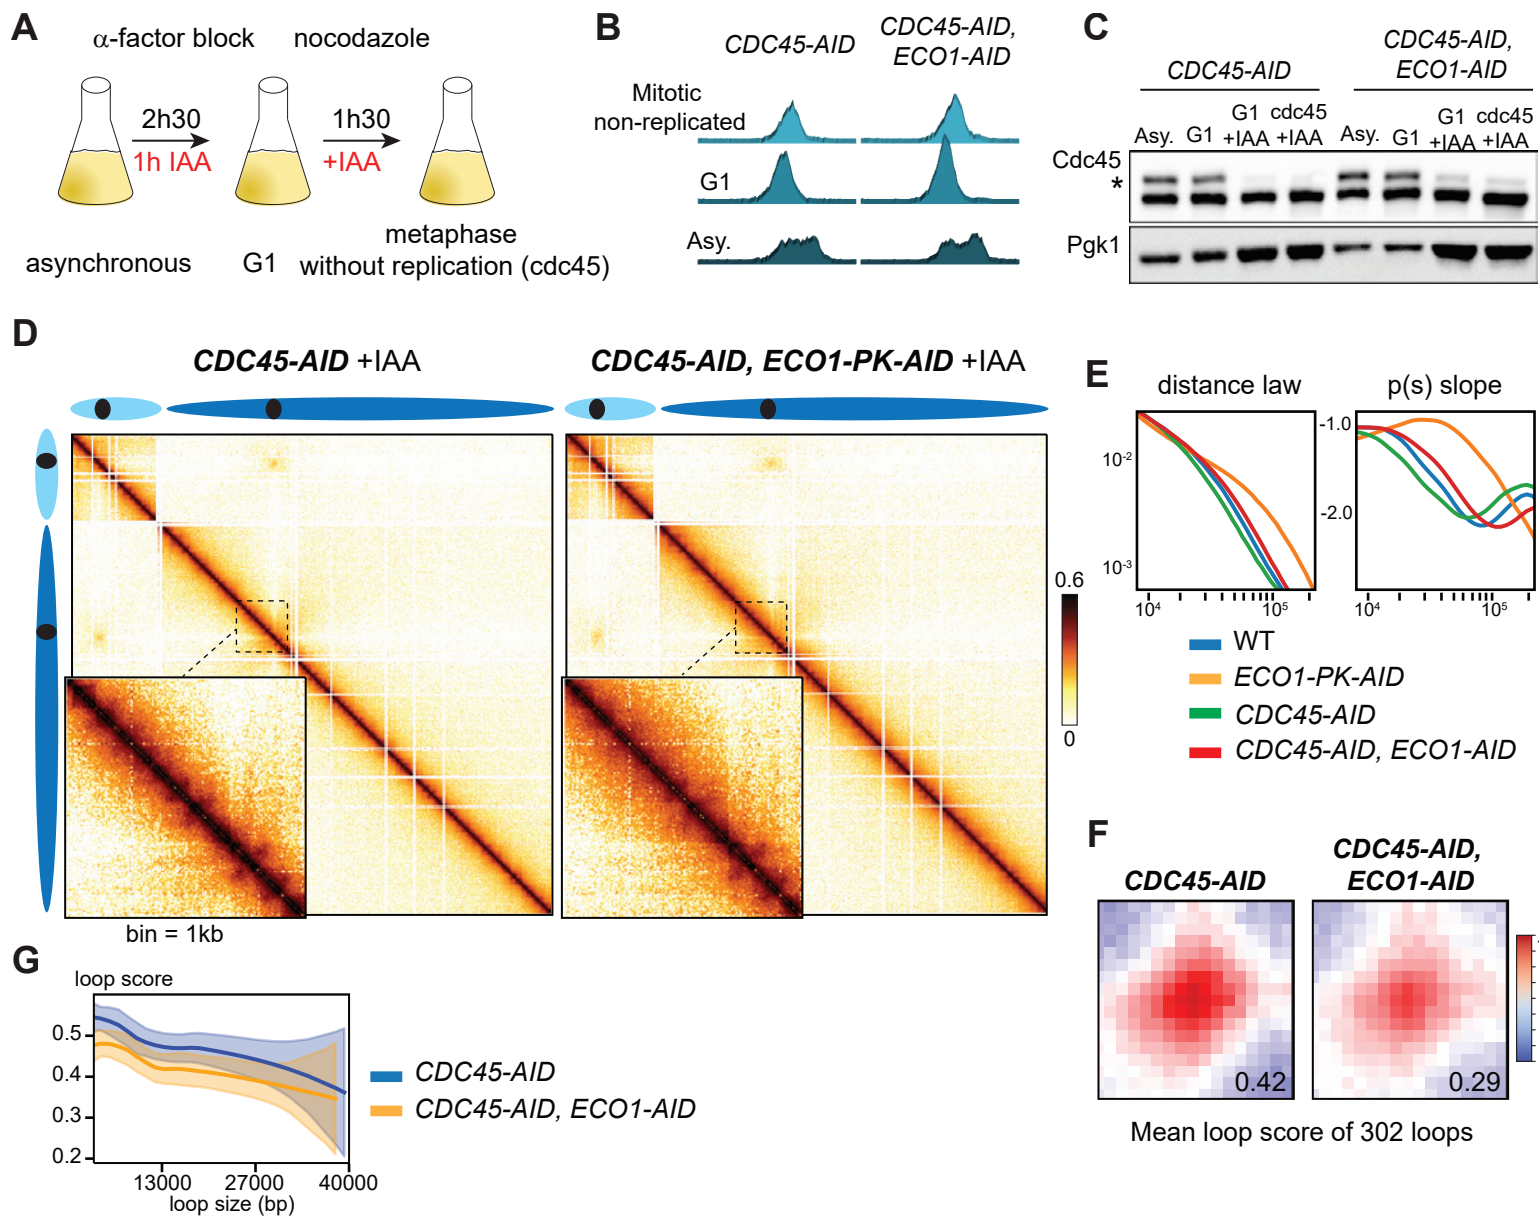 A
α-factor block
nocodazole
2h30
1h IAA
1h30
+IAA
asynchronous
G1
metaphase
without replication (cdc45)
B
CDC45-AID
CDC45-AID,
ECO1-AID
Mitotic
non-replicated
G1
Asy.
C
CDC45-AID
CDC45-AID,
ECO1-AID
Asy.
G1
G1
+IAA
cdc45
+IAA
Asy.
G1
G1
+IAA
cdc45
+IAA
Cdc45
*
Pgk1
D
CDC45-AID +IAA
CDC45-AID, ECO1-PK-AID +IAA
0.6
0
bin = 1kb
E
distance law
p(s) slope
10⁻²
10⁻³
10⁴
10⁵
-1.0
-2.0
10⁴
10⁵
WT
ECO1-PK-AID
CDC45-AID
CDC45-AID, ECO1-AID
F
CDC45-AID
CDC45-AID,
ECO1-AID
0.42
0.29
Mean loop score of 302 loops
G
loop score
0.5
0.4
0.3
0.2
13000
27000
40000
loop size (bp)
CDC45-AID
CDC45-AID, ECO1-AID